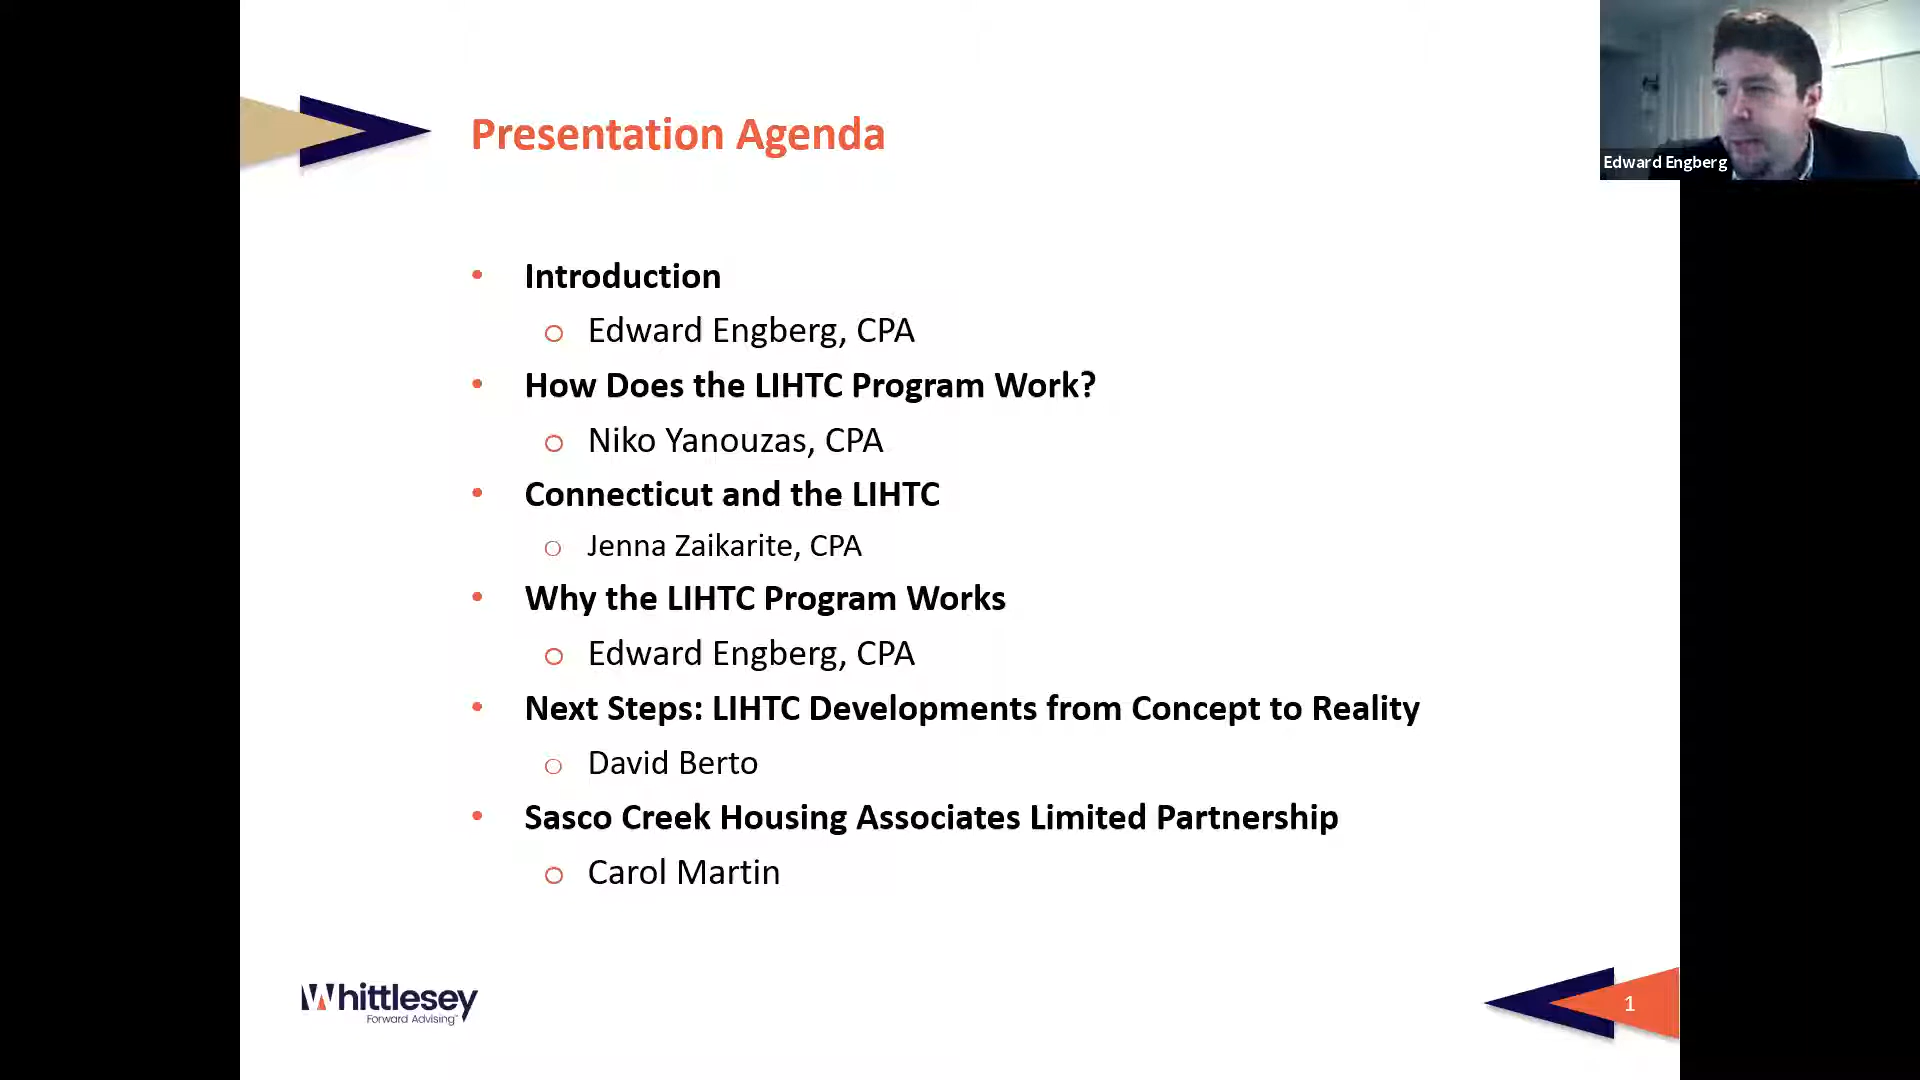 Presentation Agenda
Edward Engberg
• Introduction
o Edward Engberg, CPA
• How Does the LIHTC Program Work?
o Niko Yanouzas, CPA
• Connecticut and the LIHTC
o Jenna Zaikarite, CPA
• Why the LIHTC Program Works
o Edward Engberg, CPA
• Next Steps: LIHTC Developments from Concept to Reality
o David Berto
• Sasco Creek Housing Associates Limited Partnership
o Carol Martin
Whittlesey
Forward Advising™
1